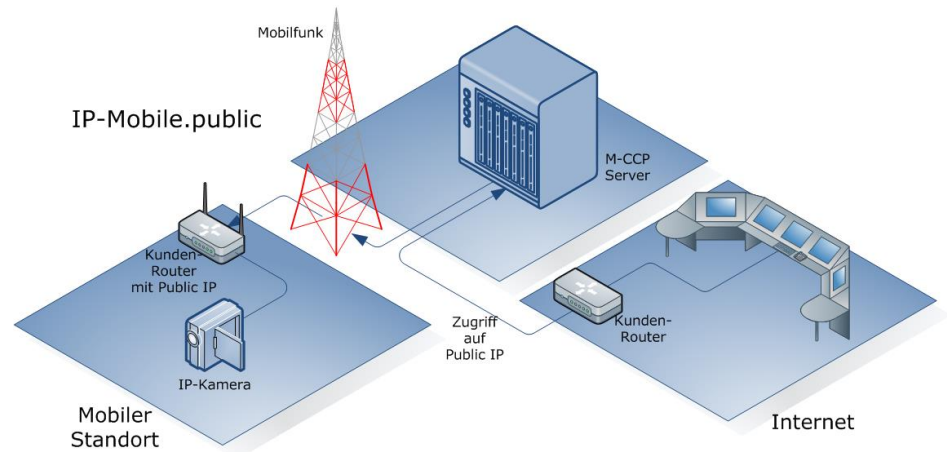 Mobilfunk
IP-Mobile.public
M-CCP
Server
Kunden-
Router
mit Public IP
IP-Kamera
Mobiler
Standort
Zugriff
auf
Public IP
Kunden-
Router
Internet